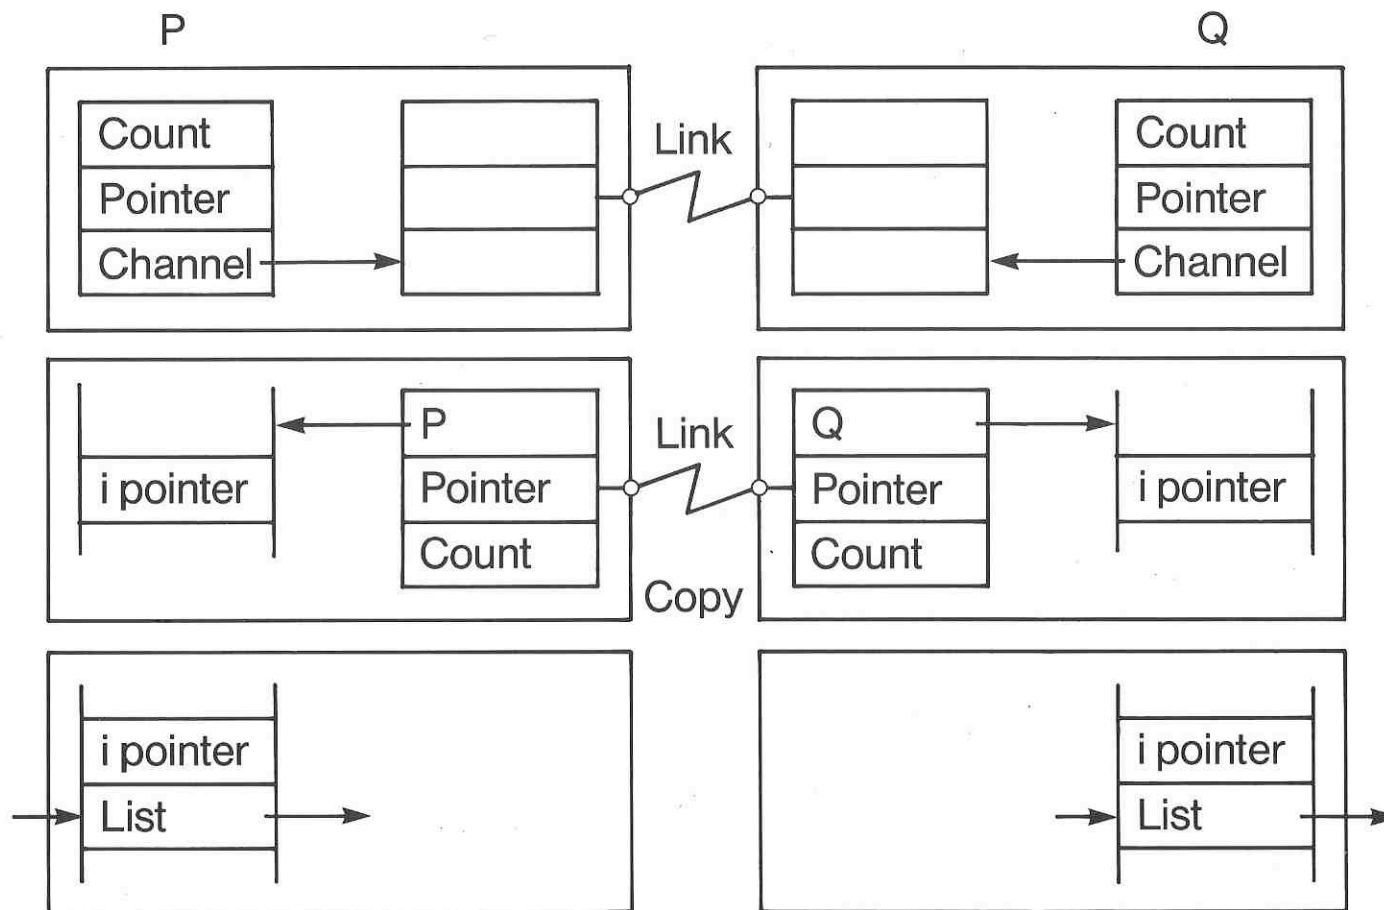 P
Q
Count
Pointer
Channel
Link
Count
Pointer
Channel
i pointer
P
Pointer
Count
Link
Copy
Q
Pointer
Count
i pointer
i pointer
List
i pointer
List